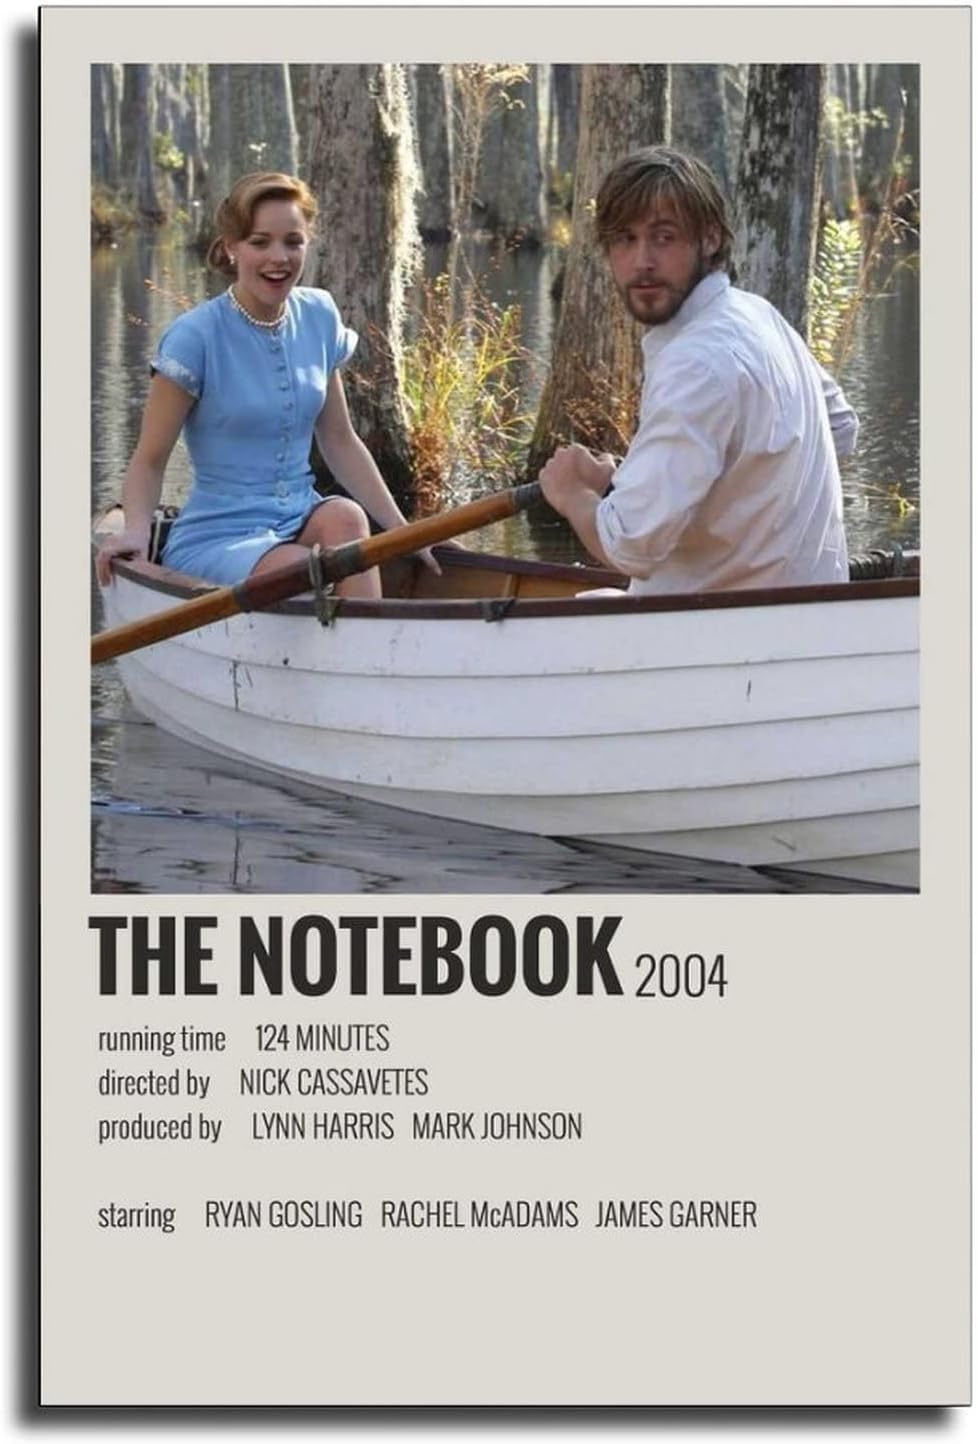 THE NOTEBOOK 2004
running time 124 MINUTES
directed by NICK CASSAVETES
produced by LYNN HARRIS MARK JOHNSON
starring RYAN GOSLING RACHEL McADAMS JAMES GARNER